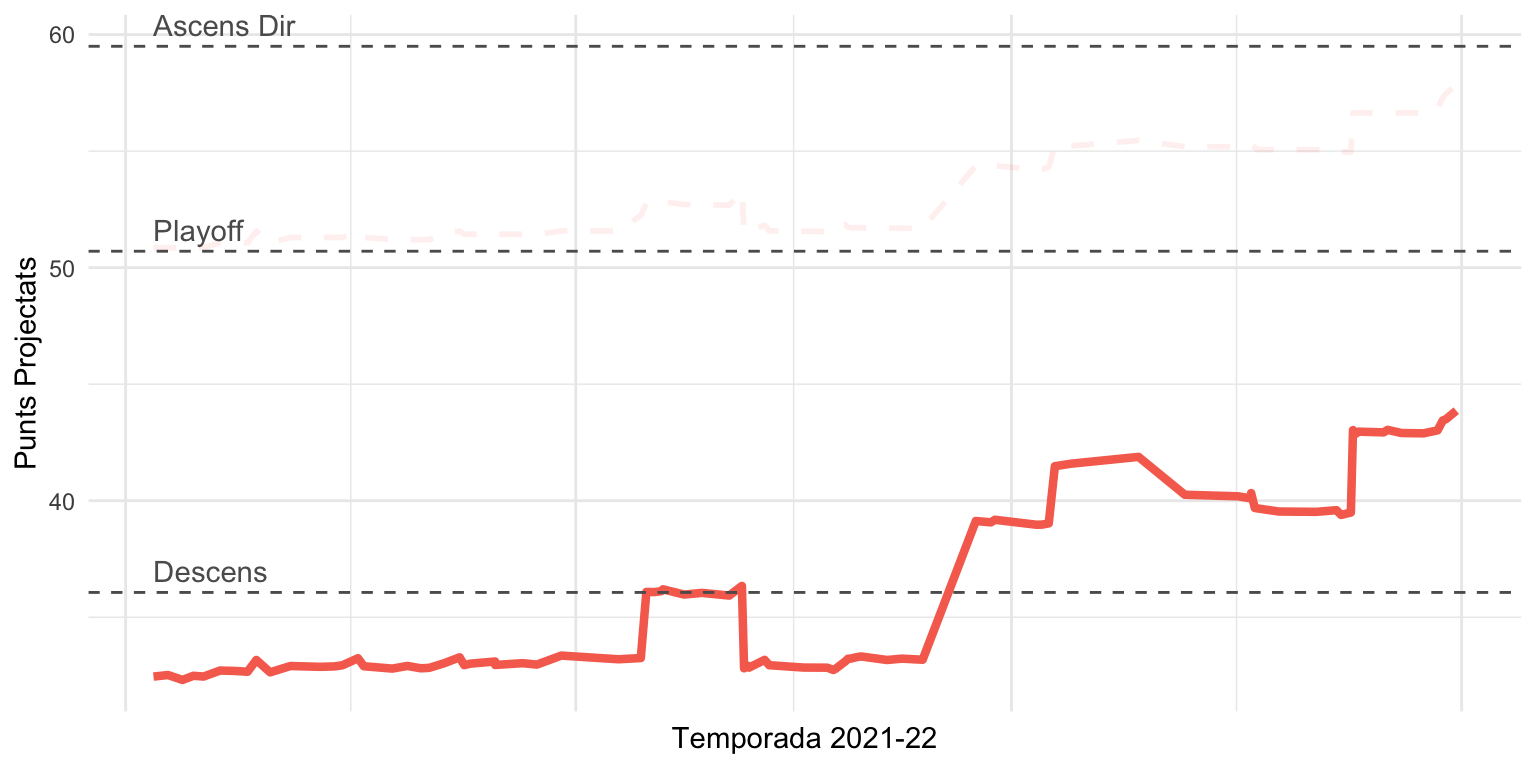 60
Ascens Dir
Playoff
50
Punts Projectats
40
Descens
Temporada 2021-22